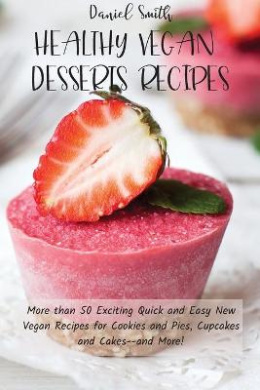 Daniel Smith
HEALTHY VEGAN
DESSERTS RECIPES
More than 50 Exciting Quick and Easy New
Vegan Recipes for Cookies and Pies, Cupcakes
and Cakes--and More!